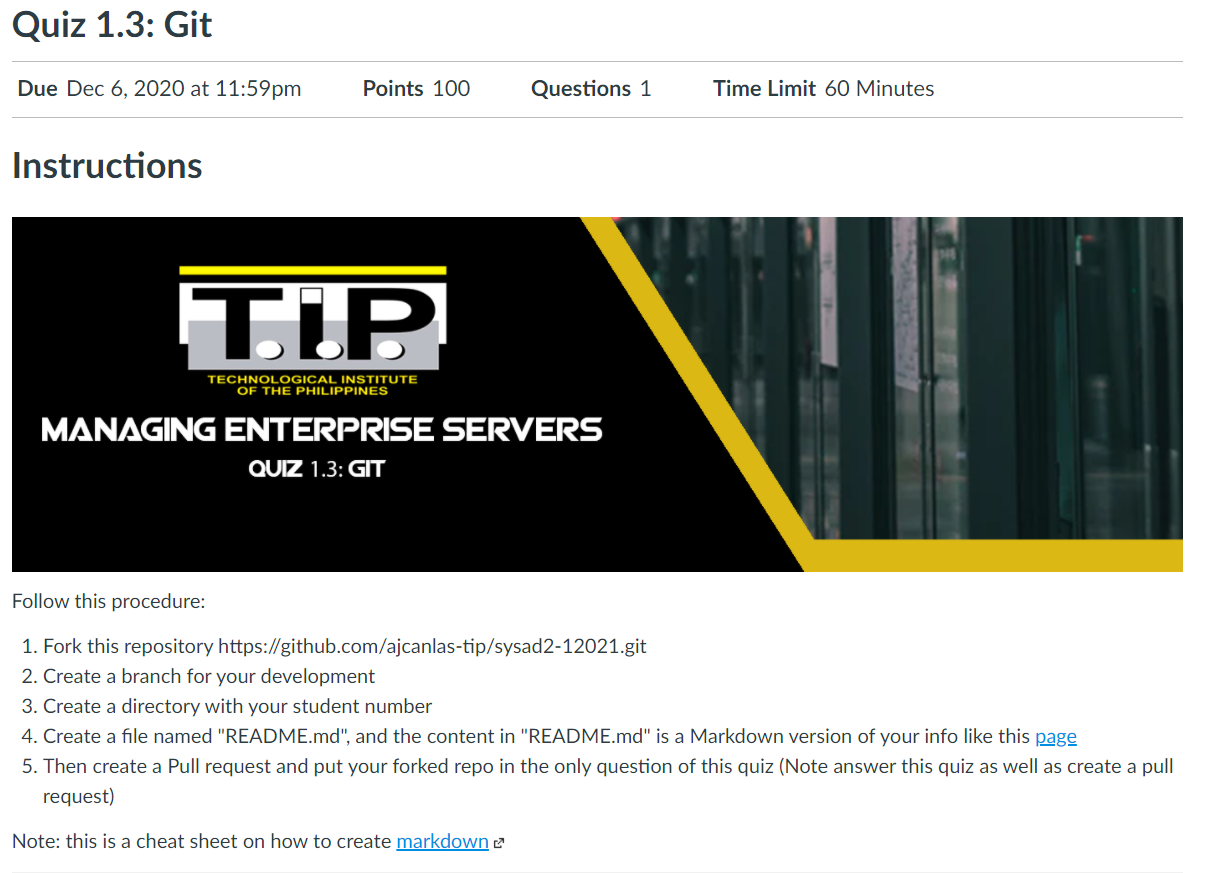 Quiz 1.3: Git
Due Dec 6, 2020 at 11:59pm Points 100 Questions 1 Time Limit 60 Minutes
Instructions
T.I.P.
TECHNOLOGICAL INSTITUTE
OF THE PHILIPPINES
MANAGING ENTERPRISE SERVERS
QUIZ 1.3: GIT
Follow this procedure:
1. Fork this repository https://github.com/ajcanlas-tip/sysad2-12021.git
2. Create a branch for your development
3. Create a directory with your student number
4. Create a file named "README.md", and the content in "README.md" is a Markdown version of your info like this page
5. Then create a Pull request and put your forked repo in the only question of this quiz (Note answer this quiz as well as create a pull
request)
Note: this is a cheat sheet on how to create markdown